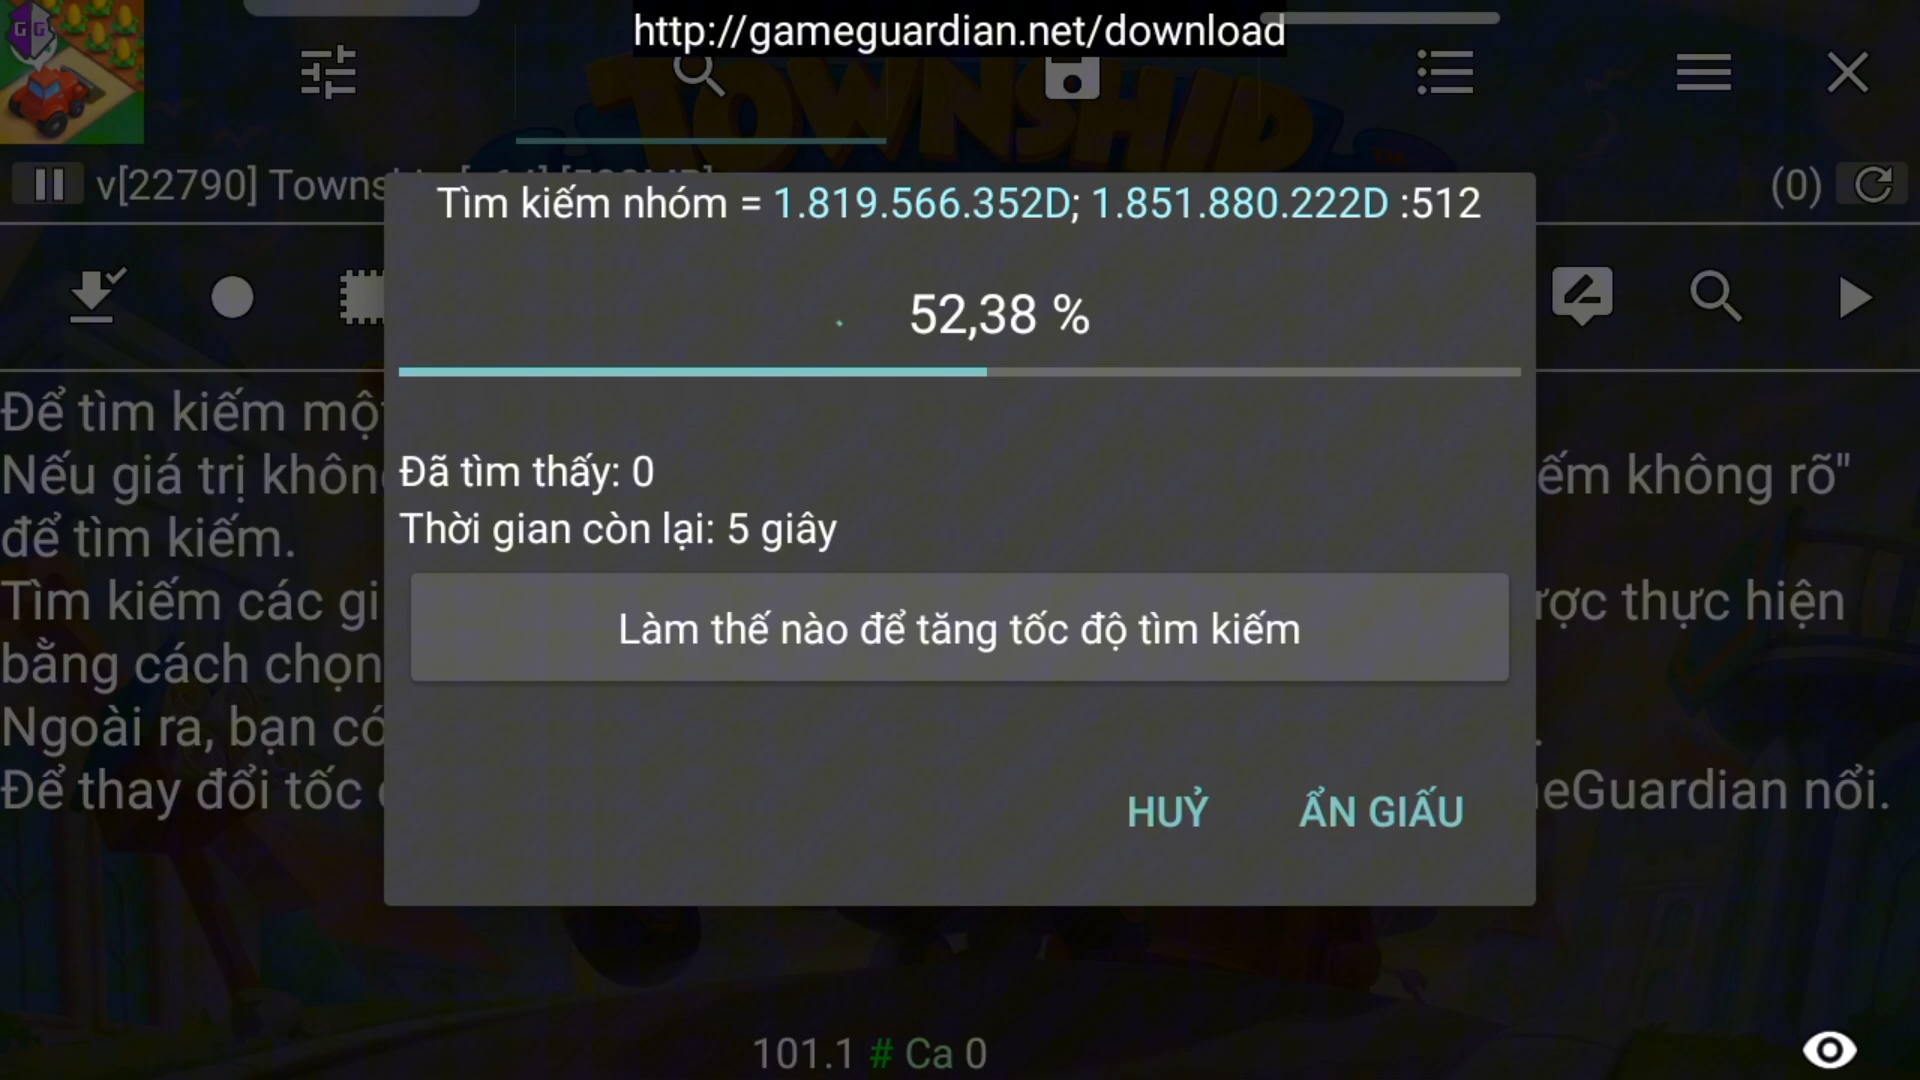 http://gameguardian.net/download
TOWNSHIP
v[22790] Towns
(0)
Tìm kiếm nhóm = 1.819.566.352D; 1.851.880.222D :512
52,38 %
Để tìm kiếm một
Nếu giá trị khôn
ếm không rõ"
để tìm kiếm.
Đã tìm thấy: 0
Thời gian còn lại: 5 giây
Tìm kiếm các gi
ược thực hiện
Làm thế nào để tăng tốc độ tìm kiếm
bằng cách chọn
Ngoài ra, bạn có
Để thay đổi tốc
eGuardian nổi.
HUỶ ẨN GIẤU
101.1 # Ca 0